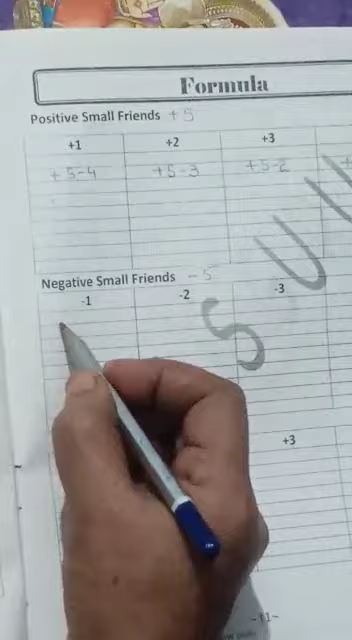 Formula
Positive Small Friends +5
+1 +2 +3
+5-4 +5-3 +5-2
Negative Small Friends -5
-1 -2 -3
+3
~11~